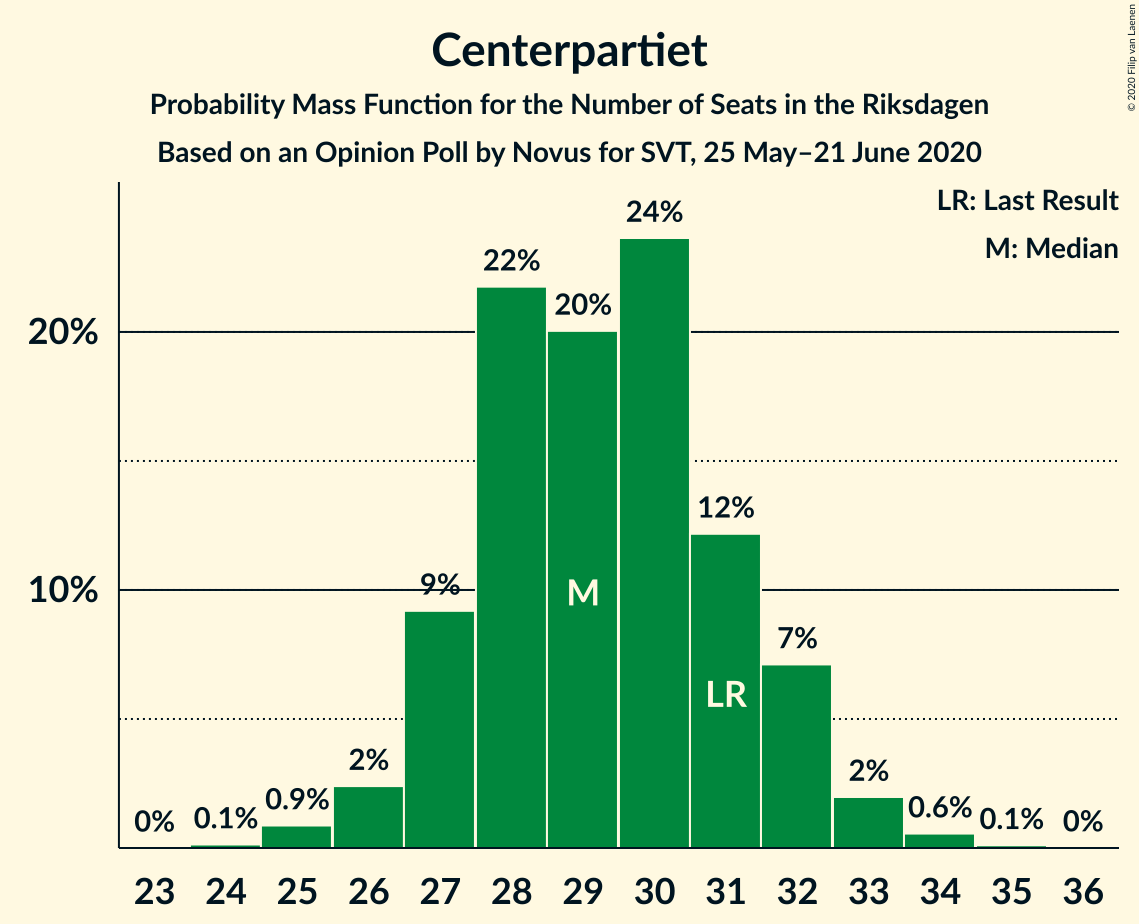 Centerpartiet
Probability Mass Function for the Number of Seats in the Riksdagen
Based on an Opinion Poll by Novus for SVT, 25 May–21 June 2020
© 2020 Filip van Laenen
LR: Last Result
M: Median
20%
10%
0%
0.1%
0.9%
2%
9%
22%
20%
24%
12%
7%
2%
0.6%
0.1%
0%
M
LR
23 24 25 26 27 28 29 30 31 32 33 34 35 36